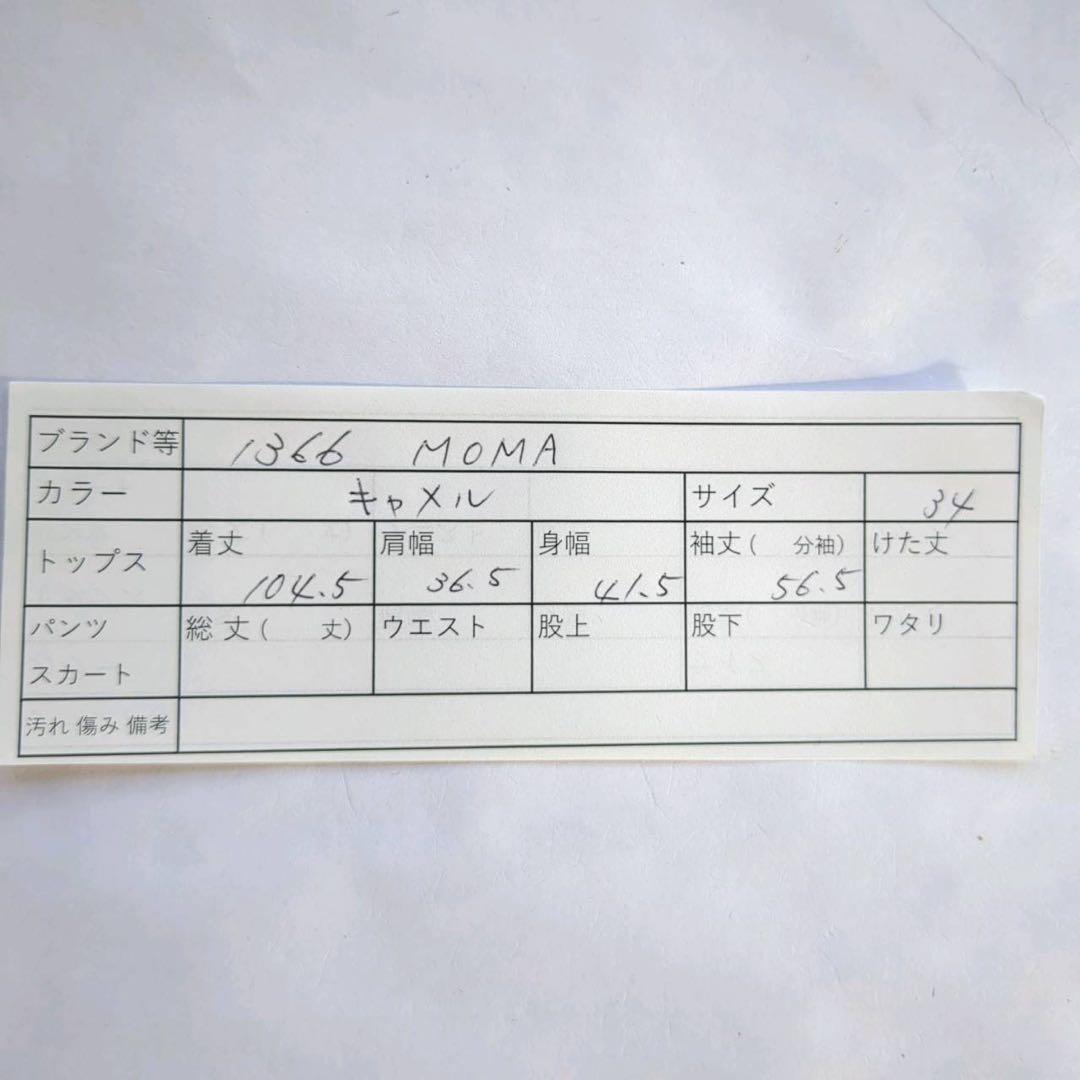 ブランド等 1366 MOMA
カラー キャメル サイズ 34
トップス 着丈 104.5 肩幅 36.5 身幅 41.5 袖丈( 分袖) 56.5 けた丈
パンツ スカート 総丈( 丈) ウエスト 股上 股下 ワタリ
汚れ 傷み 備考